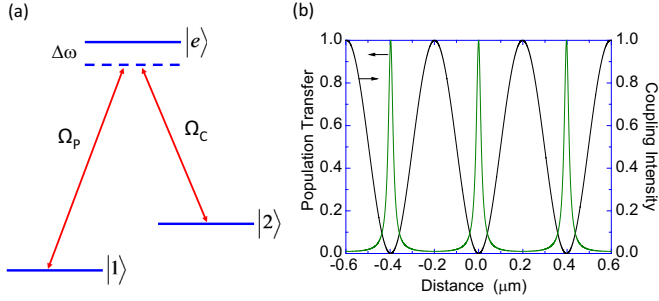 (a)
Δω
|e⟩
Ω_P
Ω_C
|2⟩
|1⟩
(b)
1.0
0.8
0.6
0.4
0.2
0.0
Population Transfer
1.0
0.8
0.6
0.4
0.2
0.0
Coupling Intensity
-0.6 -0.4 -0.2 0.0 0.2 0.4 0.6
Distance (μm)